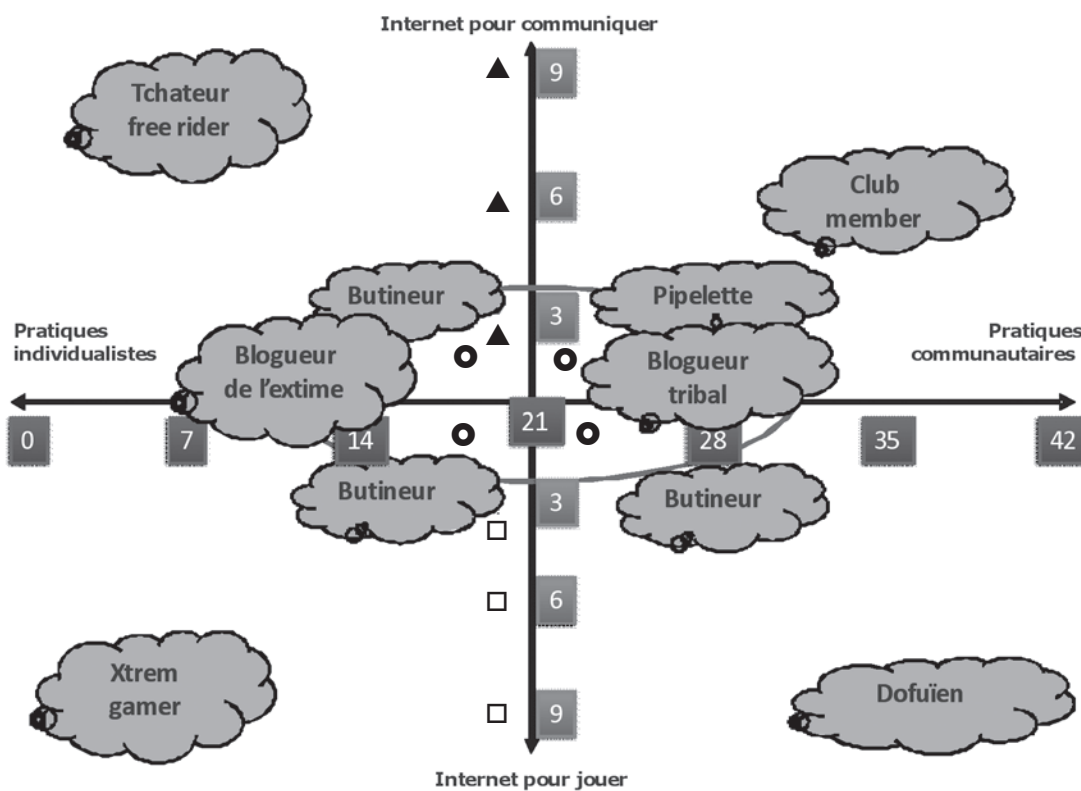 Internet pour communiquer
9
Tchateur
free rider
6
Club
member
Butineur
Pipelette
3
Pratiques
individualistes
Pratiques
communautaires
Blogueur
de l'extime
Blogueur
tribal
0
7
14
21
28
35
42
Butineur
3
Butineur
6
Xtrem
gamer
9
Dofuïen
Internet pour jouer